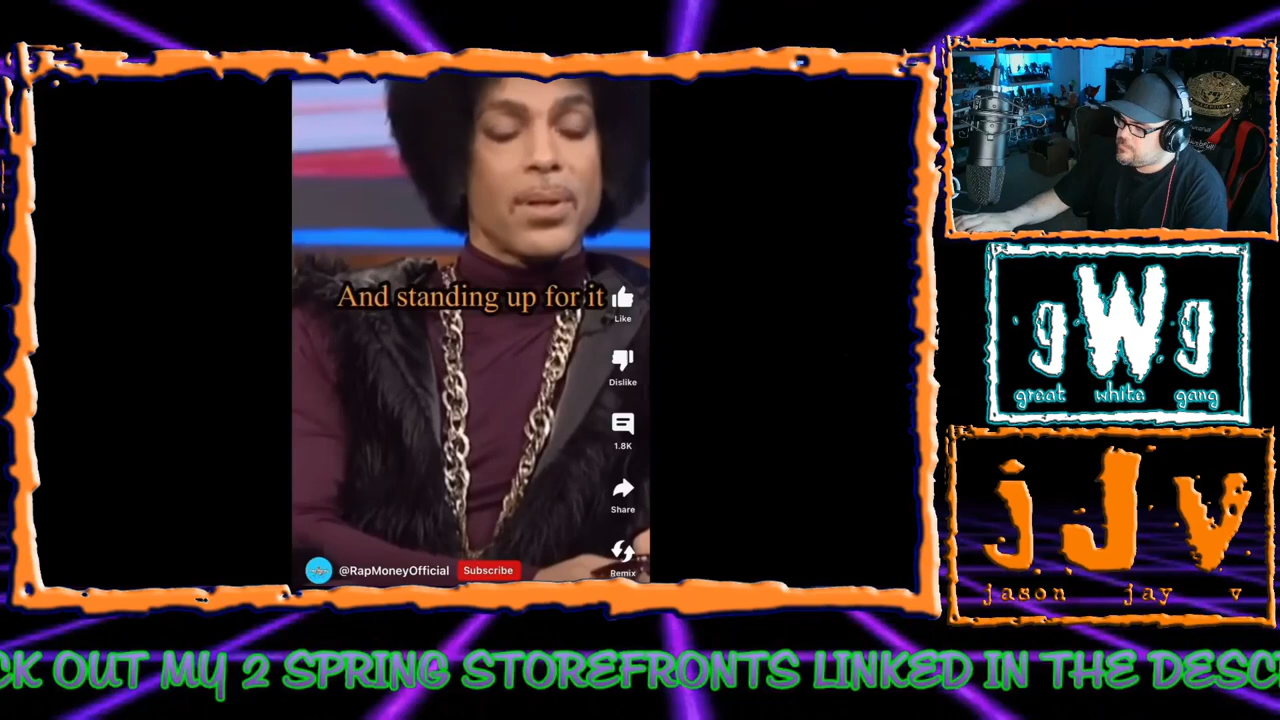 And standing up for it
Like
Dislike
1.8K
Share
Remix
@RapMoneyOfficial
Subscribe
gWg
great white gang
jJv
jason jay v
CK OUT MY 2 SPRING STOREFRONTS LINKED IN THE DESC